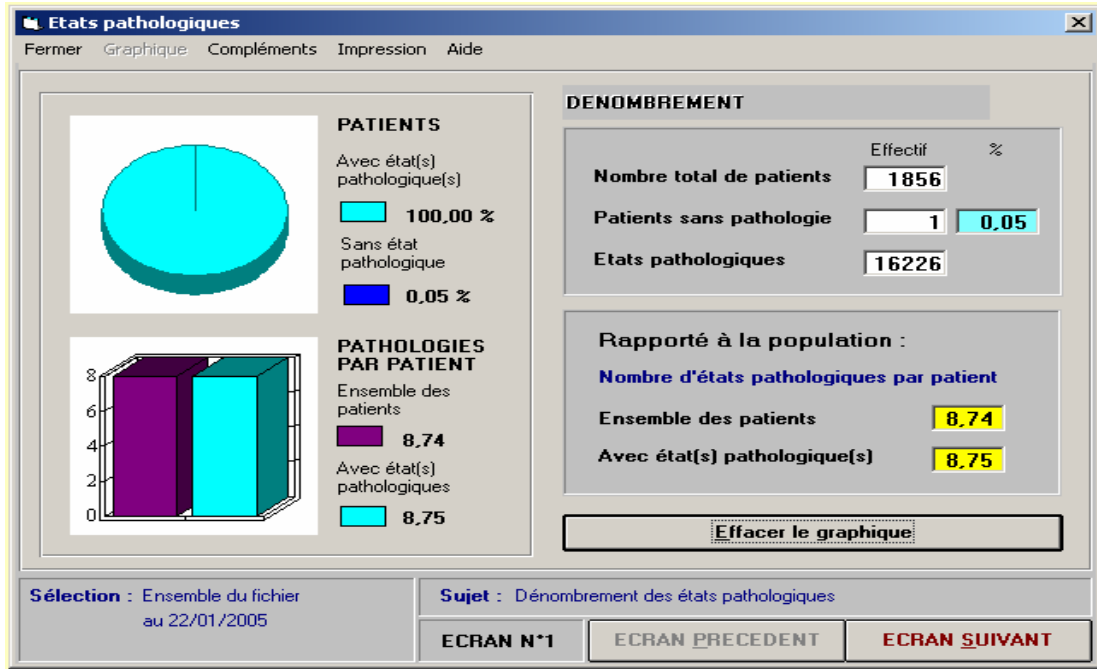 Etats pathologiques
Fermer Graphique Compléments Impression Aide
PATIENTS
Avec état(s)
pathologique(s)
100,00 %
Sans état
pathologique
0,05 %
8
6
4
2
0
PATHOLOGIES
PAR PATIENT
Ensemble des
patients
8,74
Avec état(s)
pathologiques
8,75
DENOMBREMENT
Effectif %
Nombre total de patients 1856
Patients sans pathologie 1 0,05
Etats pathologiques 16226
Rapporté à la population :
Nombre d'états pathologiques par patient
Ensemble des patients 8,74
Avec état(s) pathologique(s) 8,75
Effacer le graphique
Sélection : Ensemble du fichier
au 22/01/2005
Sujet : Dénombrement des états pathologiques
ECRAN N°1 ECRAN PRECEDENT ECRAN SUIVANT